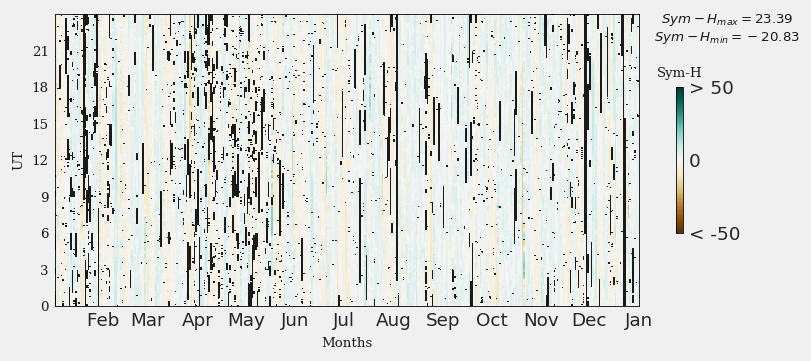 Sym − H_max = 23.39
Sym − H_min = −20.83
Sym-H
> 50
0
< -50
21
18
15
12
9
6
3
0
UT
Feb Mar Apr May Jun Jul Aug Sep Oct Nov Dec Jan
Months